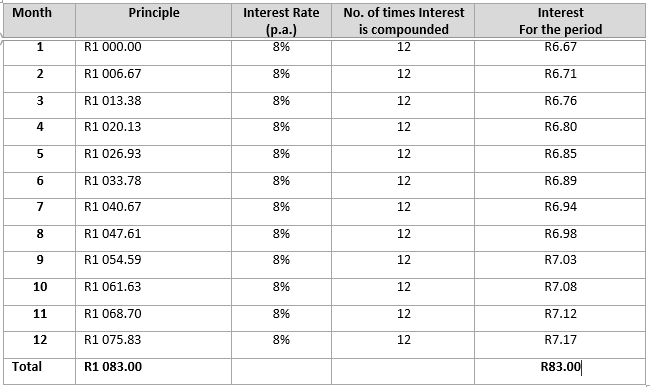 Month Principle Interest Rate (p.a.) No. of times Interest is compounded Interest For the period
1 R1 000.00 8% 12 R6.67
2 R1 006.67 8% 12 R6.71
3 R1 013.38 8% 12 R6.76
4 R1 020.13 8% 12 R6.80
5 R1 026.93 8% 12 R6.85
6 R1 033.78 8% 12 R6.89
7 R1 040.67 8% 12 R6.94
8 R1 047.61 8% 12 R6.98
9 R1 054.59 8% 12 R7.03
10 R1 061.63 8% 12 R7.08
11 R1 068.70 8% 12 R7.12
12 R1 075.83 8% 12 R7.17
Total R1 083.00 R83.00